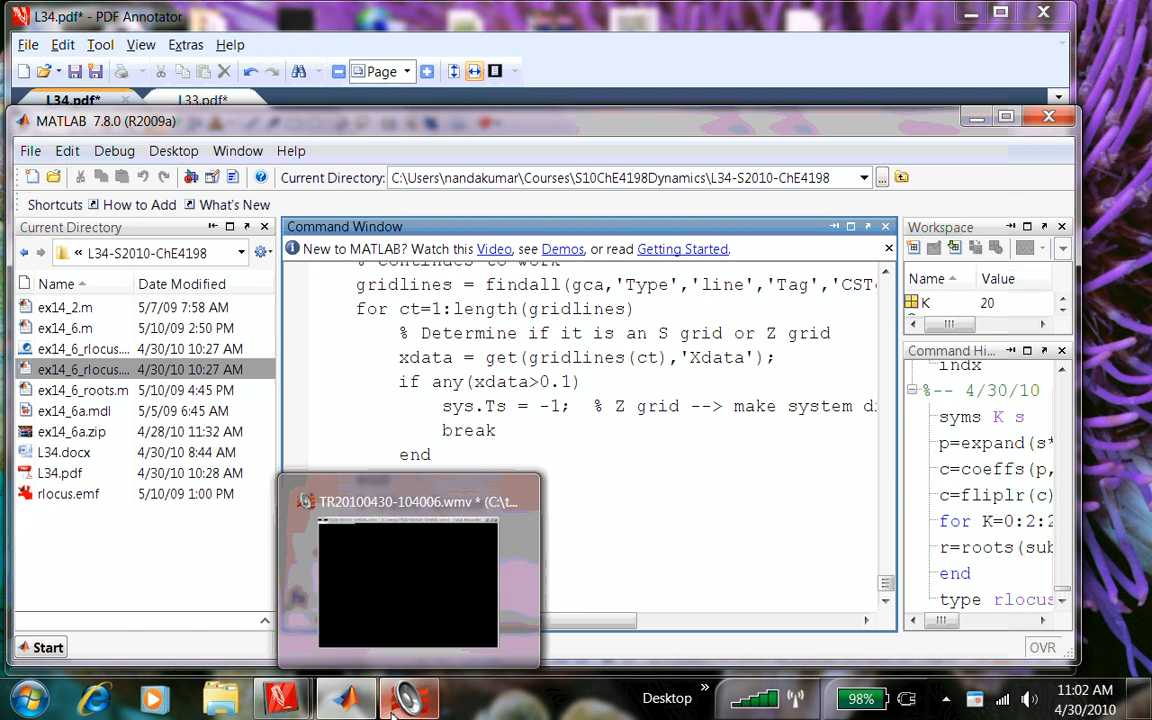 L34.pdf* - PDF Annotator
File Edit Tool View Extras Help
Page
L34.pdf* L33.pdf*
MATLAB 7.8.0 (R2009a)
File Edit Debug Desktop Window Help
Current Directory: C:\Users\nandakumar\Courses\S10ChE4198Dynamics\L34-S2010-ChE4198
Shortcuts How to Add What's New
Current Directory
« L34-S2010-ChE4198
Name Date Modified
ex14_2.m 5/7/09 7:58 AM
ex14_6.m 5/10/09 2:50 PM
ex14_6_rlocus.... 4/30/10 10:27 AM
ex14_6_rlocus.... 4/30/10 10:27 AM
ex14_6_roots.m 5/10/09 4:45 PM
ex14_6a.mdl 5/5/09 6:45 AM
ex14_6a.zip 4/28/10 11:32 AM
L34.docx 4/30/10 8:44 AM
L34.pdf 4/30/10 10:28 AM
rlocus.emf 5/10/09 1:00 PM
Command Window
New to MATLAB? Watch this Video, see Demos, or read Getting Started.
% Continues to work
gridlines = findall(gca,'Type','line','Tag','CST
for ct=1:length(gridlines)
% Determine if it is an S grid or Z grid
xdata = get(gridlines(ct),'Xdata');
if any(xdata>0.1)
sys.Ts = -1; % Z grid --> make system di
break
end
Workspace
Name Value
K 20
Command Hi...
indx
%-- 4/30/10
syms K s
p=expand(s*
c=coeffs(p,
c=fliplr(c)
for K=0:2:2
r=roots(sub
end
type rlocus
TR20100430-104006.wmv * (C:\t...
Start
OVR
Desktop »
98%
11:02 AM
4/30/2010